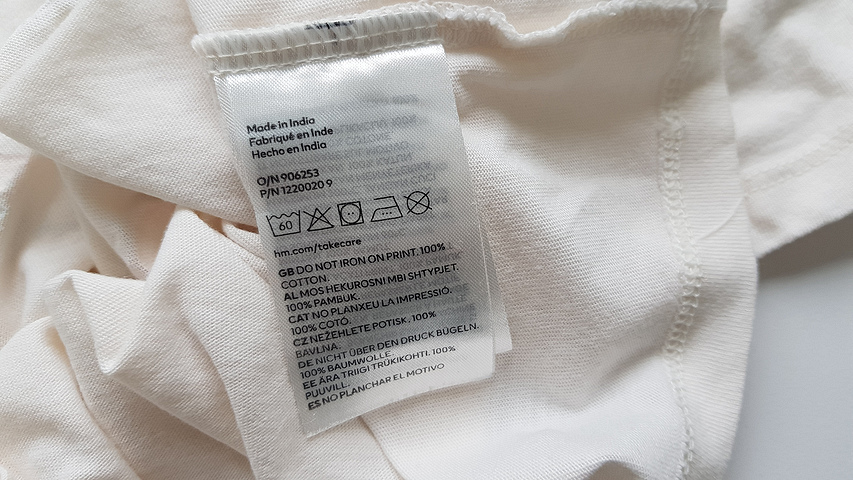 Made in India
Fabriqué en Inde
Hecho en India
O/N 906253
P/N 1220020 9
60
hm.com/takecare
GB DO NOT IRON ON PRINT. 100%
COTTON.
AL MOS HEKUROSNI MBI SHTYPJET.
100% PAMBUK.
CAT NO PLANXEU LA IMPRESSIÓ.
100% COTÓ.
CZ NEŽEHLETE POTISK. 100%
BAVLNA.
DE NICHT ÜBER DEN DRUCK BÜGELN.
100% BAUMWOLLE.
EE ÄRA TRIIGI TRÜKIKOHTI. 100%
PUUVILL.
ES NO PLANCHAR EL MOTIVO